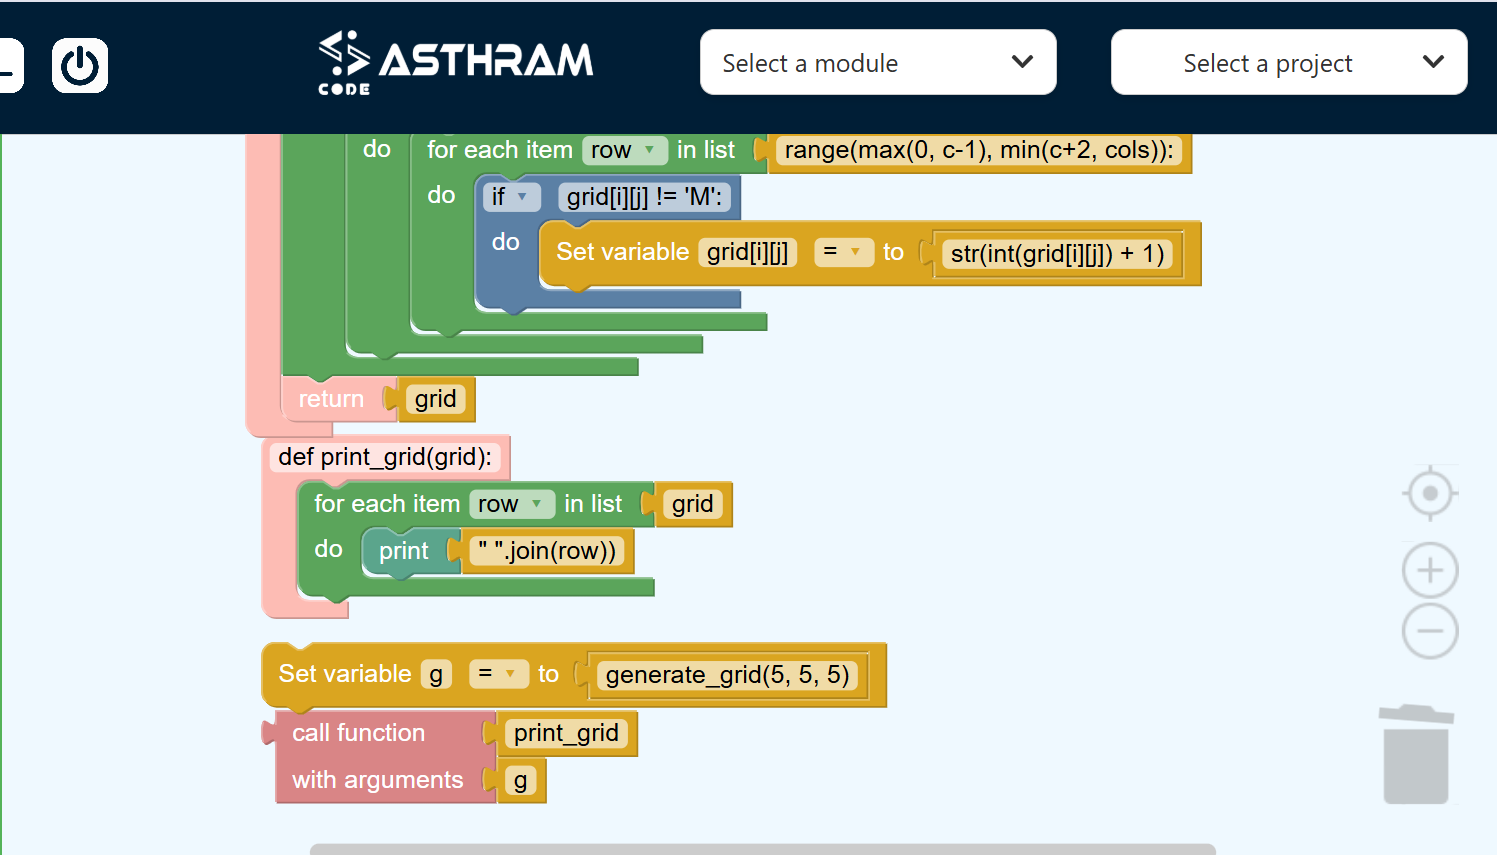 ASTHRAM
CODE
Select a module
Select a project
do for each item row in list range(max(0, c-1), min(c+2, cols)):
do if grid[i][j] != 'M':
do Set variable grid[i][j] = to str(int(grid[i][j]) + 1)
return grid
def print_grid(grid):
for each item row in list grid
do print " ".join(row))
Set variable g = to generate_grid(5, 5, 5)
call function print_grid
with arguments g